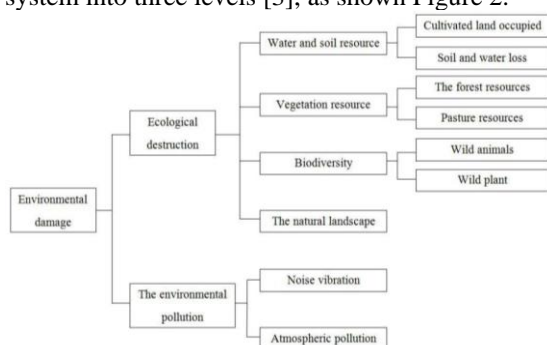 system into three levels [3], as shown Figure 2.
Cultivated land occupied
Water and soil resource
Soil and water loss
The forest resources
Ecological
destruction
Vegetation resource
Pasture resources
Wild animals
Biodiversity
Wild plant
Environmental
damage
The natural landscape
Noise vibration
The environmental
pollution
Atmospheric pollution